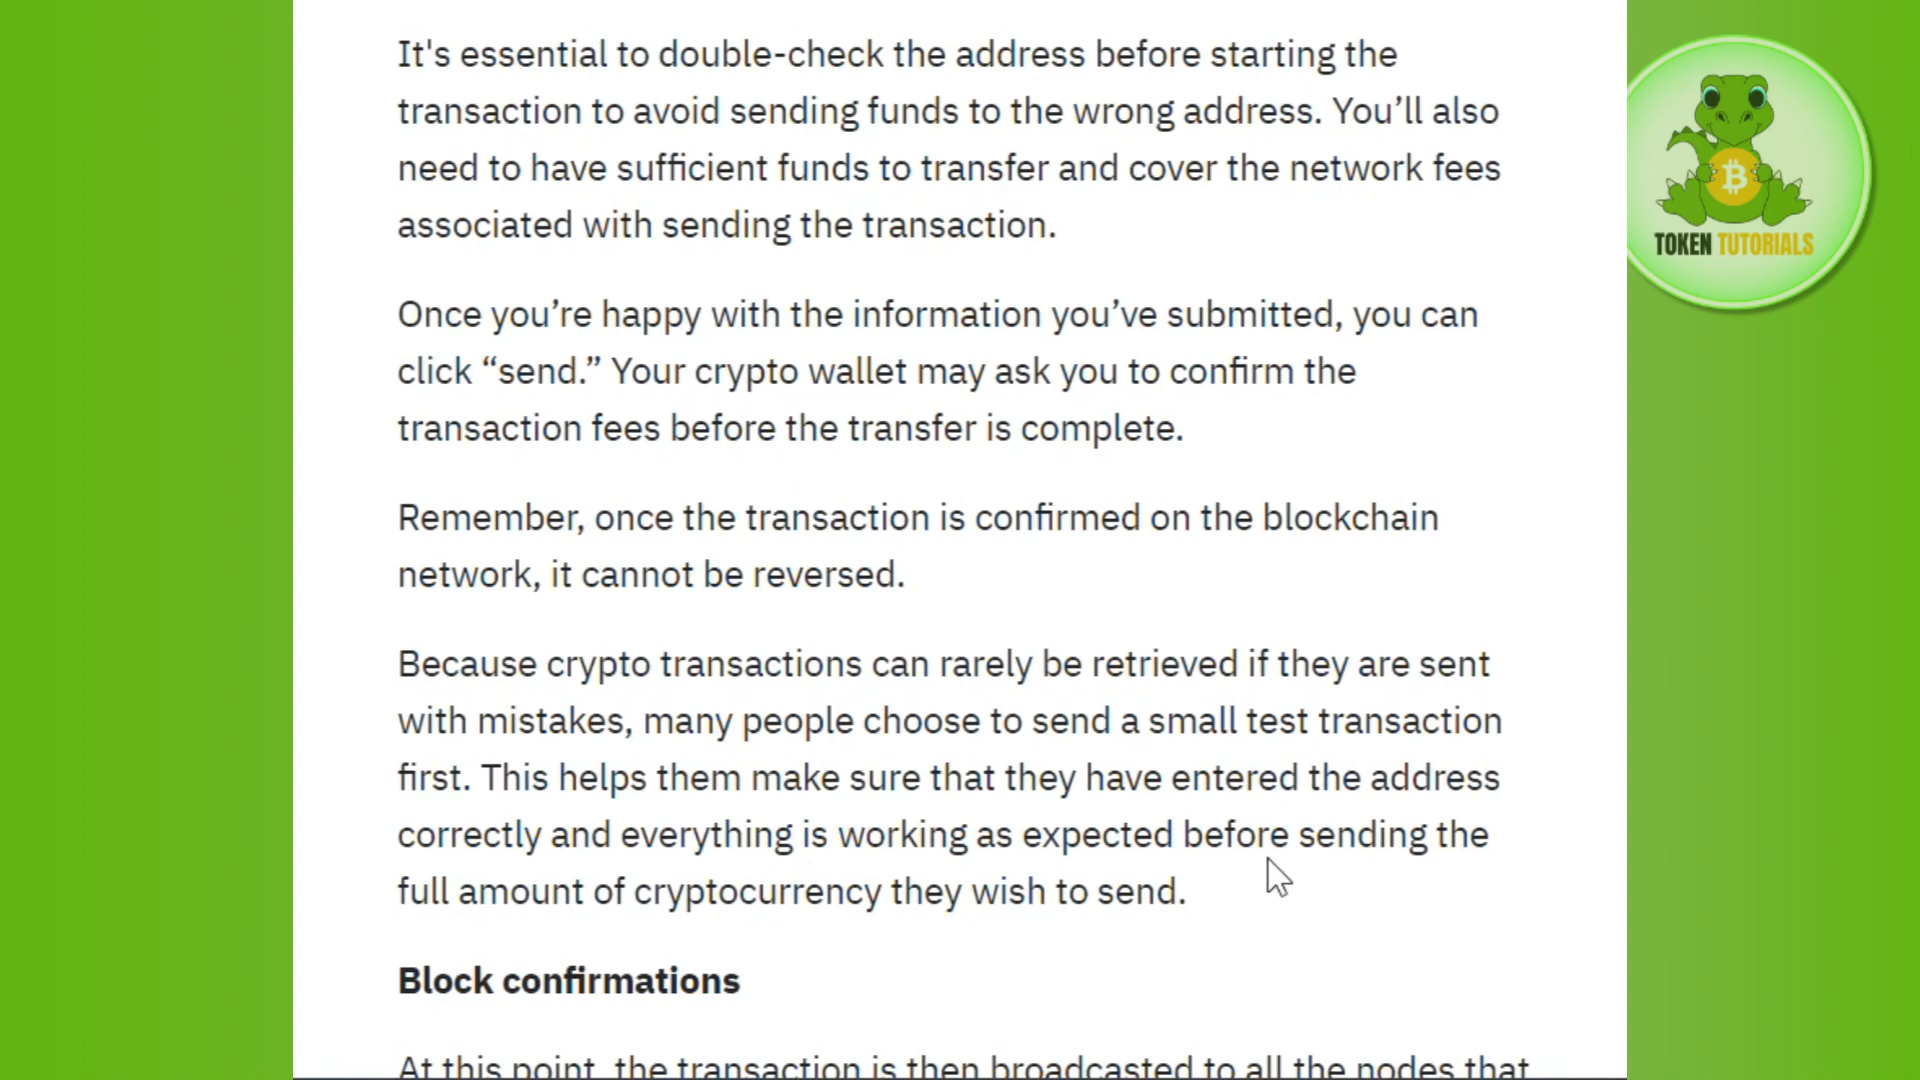 It's essential to double-check the address before starting the
transaction to avoid sending funds to the wrong address. You’ll also
need to have sufficient funds to transfer and cover the network fees
associated with sending the transaction.
Once you’re happy with the information you’ve submitted, you can
click “send.” Your crypto wallet may ask you to confirm the
transaction fees before the transfer is complete.
Remember, once the transaction is confirmed on the blockchain
network, it cannot be reversed.
Because crypto transactions can rarely be retrieved if they are sent
with mistakes, many people choose to send a small test transaction
first. This helps them make sure that they have entered the address
correctly and everything is working as expected before sending the
full amount of cryptocurrency they wish to send.
Block confirmations
At this point, the transaction is then broadcasted to all the nodes that
TOKEN TUTORIALS